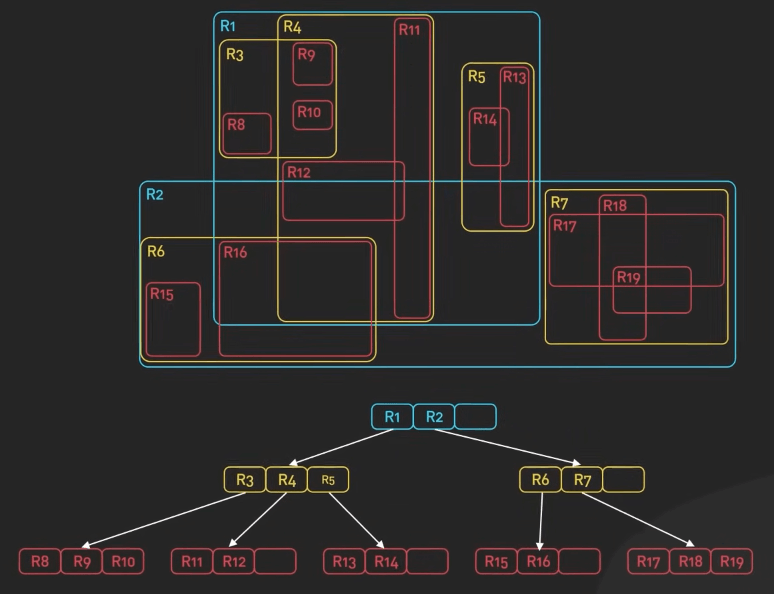 R1
R4
R11
R3
R9
R5
R13
R10
R8
R14
R12
R2
R7
R18
R17
R6
R16
R19
R15
R1 R2
R3 R4 R5
R6 R7
R8 R9 R10
R11 R12
R13 R14
R15 R16
R17 R18 R19